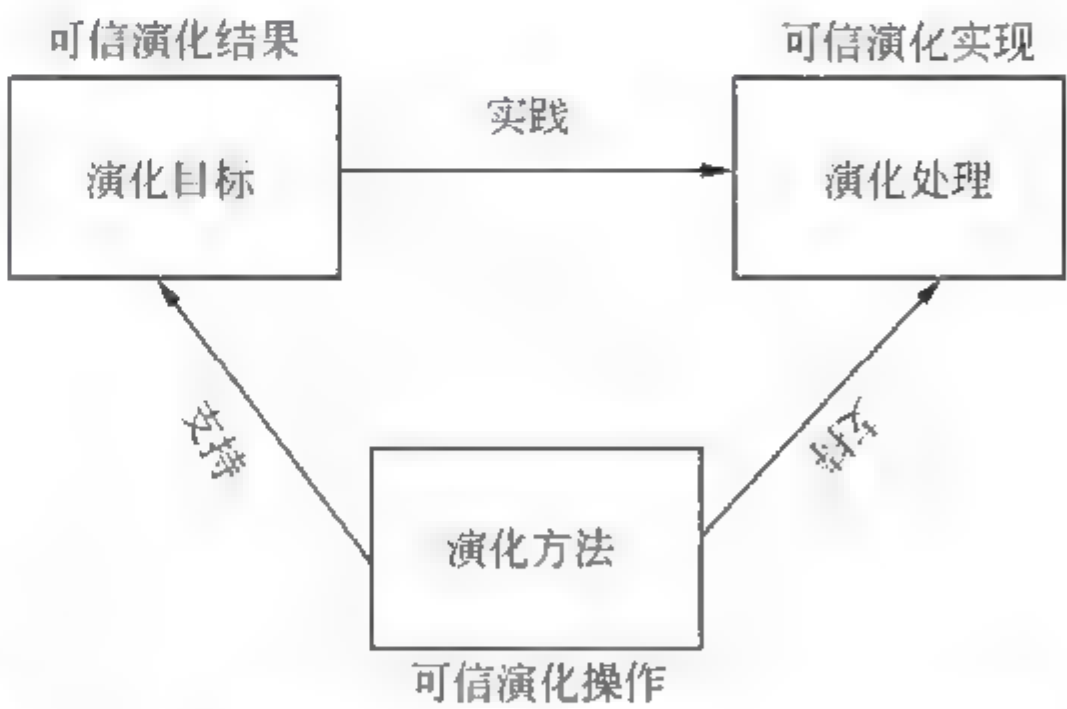 可信演化结果
可信演化实现
实践
演化目标
演化处理
支持
支持
演化方法
可信演化操作